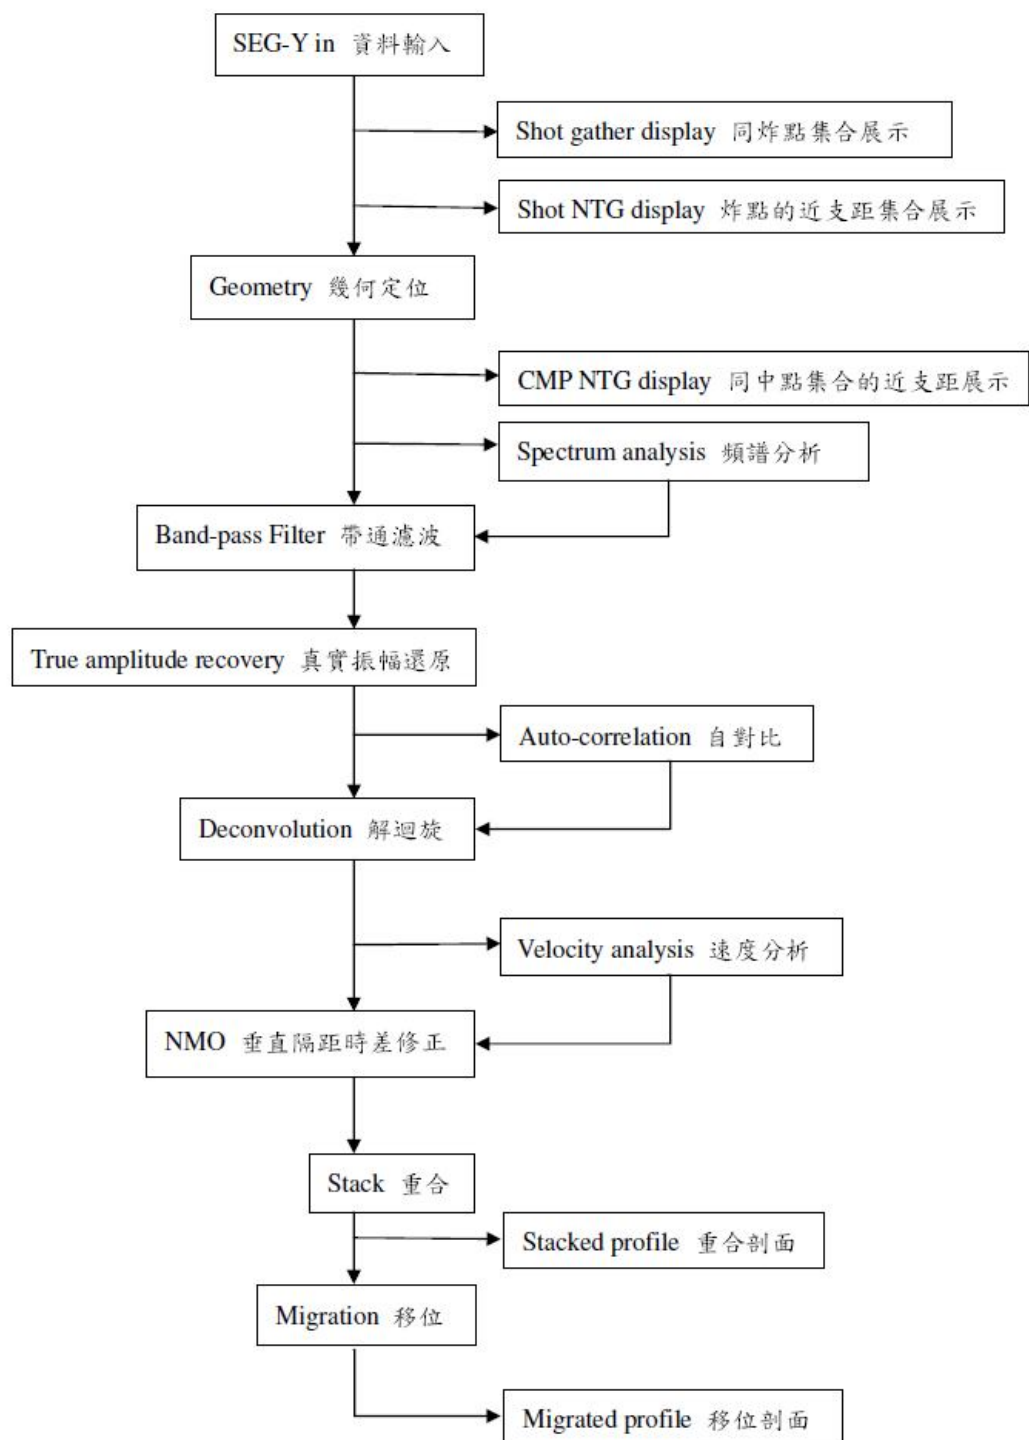 SEG-Y in 資料輸入
Shot gather display 同炸點集合展示
Shot NTG display 炸點的近支距集合展示
Geometry 幾何定位
CMP NTG display 同中點集合的近支距展示
Spectrum analysis 頻譜分析
Band-pass Filter 帶通濾波
True amplitude recovery 真實振幅還原
Auto-correlation 自對比
Deconvolution 解迴旋
Velocity analysis 速度分析
NMO 垂直隔距時差修正
Stack 重合
Stacked profile 重合剖面
Migration 移位
Migrated profile 移位剖面